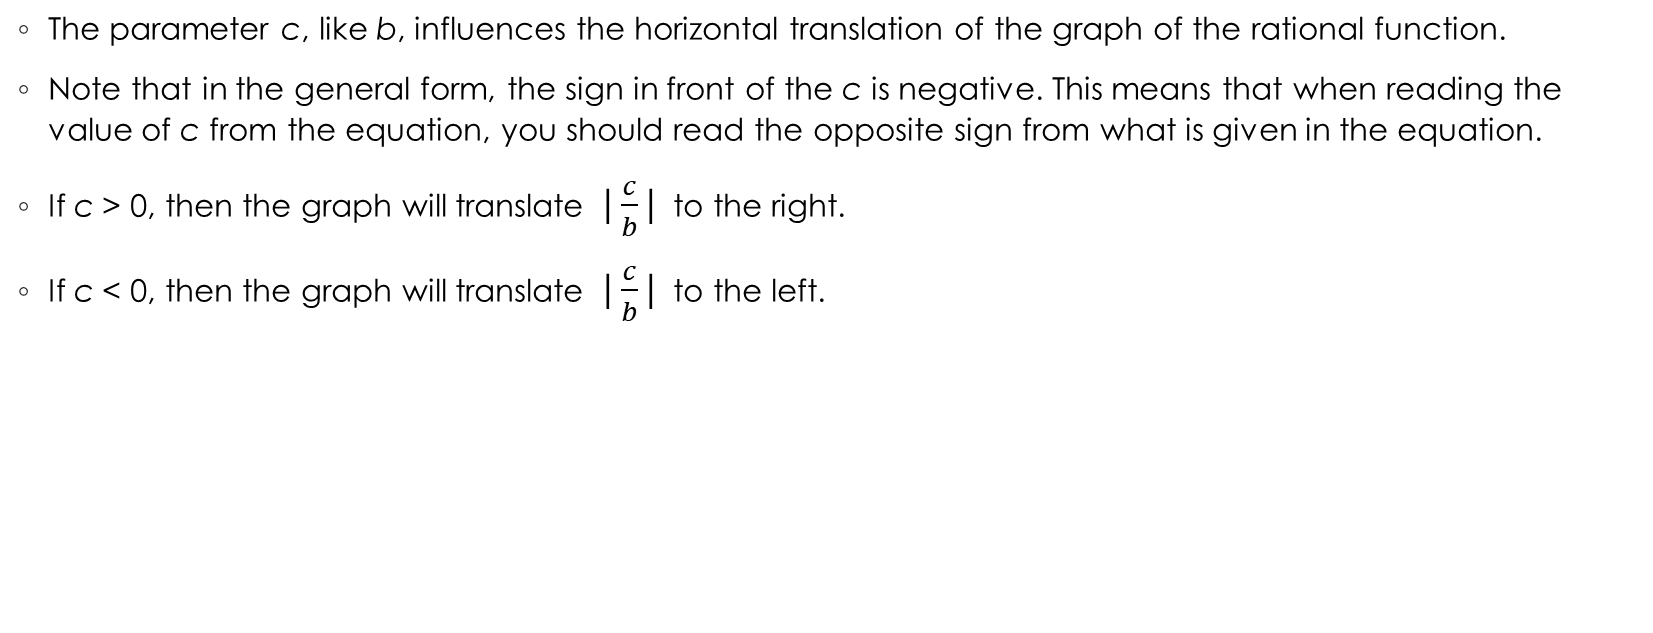 ◦ The parameter c, like b, influences the horizontal translation of the graph of the rational function.
◦ Note that in the general form, the sign in front of the c is negative. This means that when reading the
value of c from the equation, you should read the opposite sign from what is given in the equation.
◦ If c > 0, then the graph will translate |c/b| to the right.
◦ If c < 0, then the graph will translate |c/b| to the left.